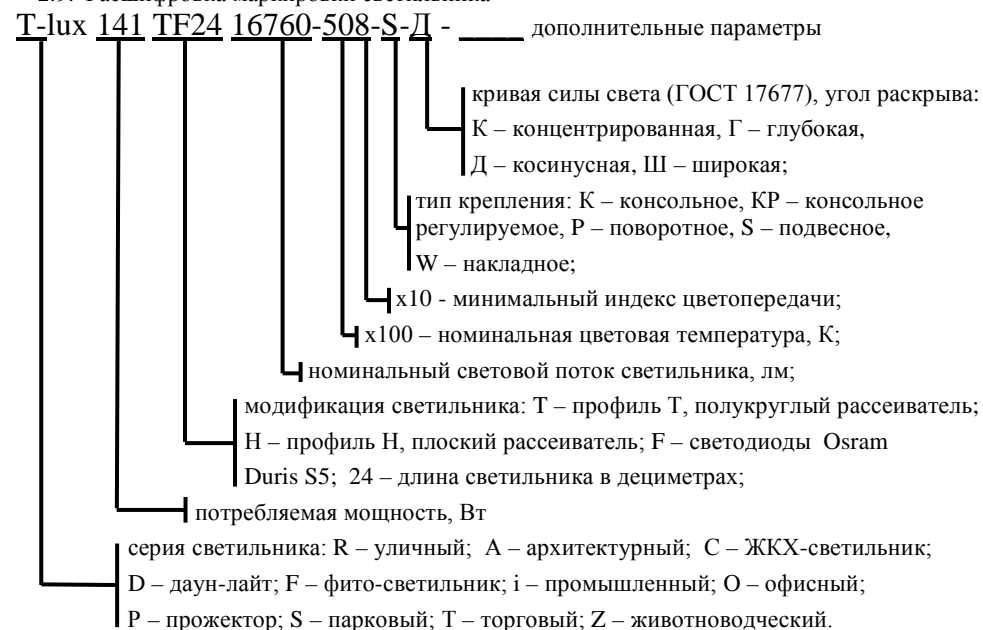 T-lux 141 TF24 16760-508-S-Д - _____ дополнительные параметры
кривая силы света (ГОСТ 17677), угол раскрыва:
К – концентрированная, Г – глубокая,
Д – косинусная, Ш – широкая;
тип крепления: К – консольное, КР – консольное
регулируемое, Р – поворотное, S – подвесное,
W – накладное;
х10 - минимальный индекс цветопередачи;
х100 – номинальная цветовая температура, К;
номинальный световой поток светильника, лм;
модификация светильника: Т – профиль Т, полукруглый рассеиватель;
Н – профиль Н, плоский рассеиватель; F – светодиоды Osram
Duris S5; 24 – длина светильника в дециметрах;
потребляемая мощность, Вт
серия светильника: R – уличный; А – архитектурный; С – ЖКХ-светильник;
D – даун-лайт; F – фито-светильник; i – промышленный; О – офисный;
Р – прожектор; S – парковый; Т – торговый; Z – животноводческий.